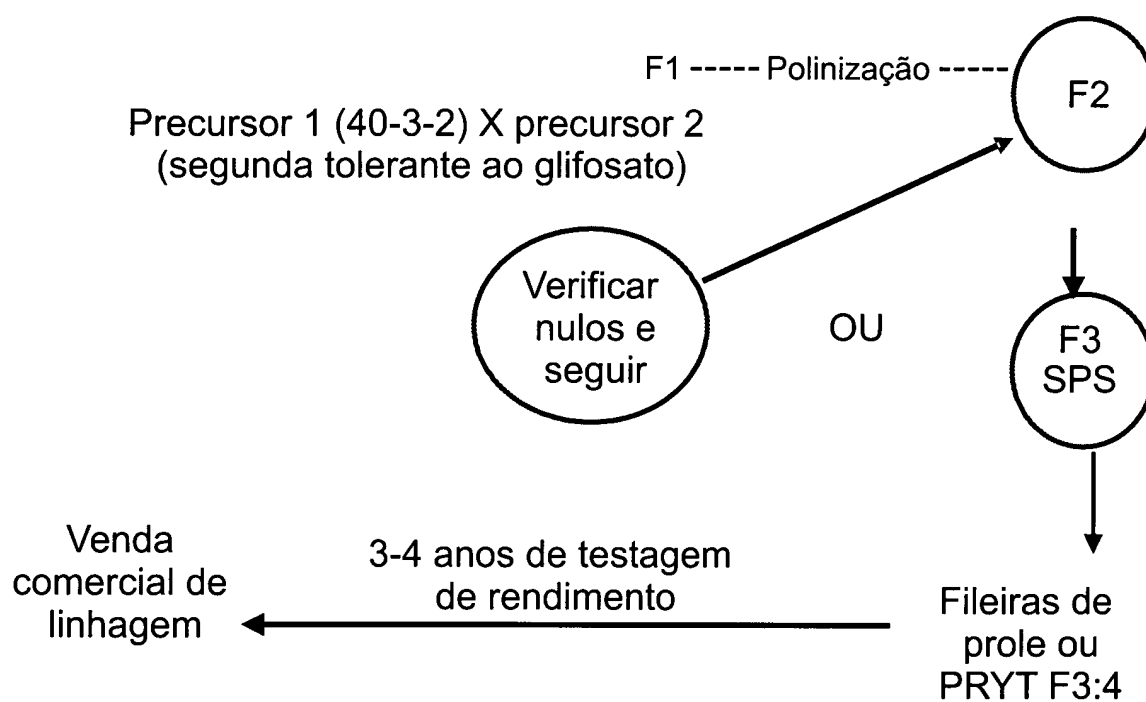 F1 ----- Polinização -----
F2
Precursor 1 (40-3-2) X precursor 2
(segunda tolerante ao glifosato)
Verificar
nulos e
seguir
OU
F3
SPS
Venda
comercial de
linhagem
3-4 anos de testagem
de rendimento
Fileiras de
prole ou
PRYT F3:4